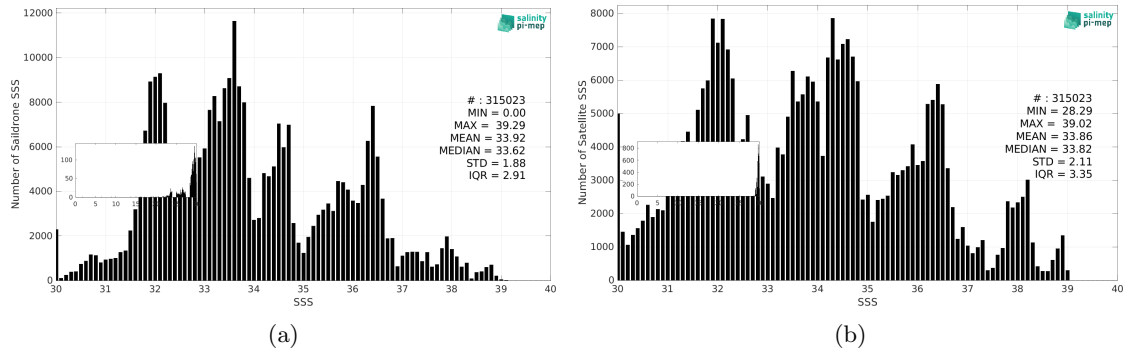 12000
10000
8000
6000
4000
2000
0
Number of Saildrone SSS
salinity
pi-mep
# : 315023
MIN = 0.00
MAX = 39.29
MEAN = 33.92
MEDIAN = 33.62
STD = 1.88
IQR = 2.91
100
50
0
0 5 10 15
30 31 32 33 34 35 36 37 38 39 40
SSS
(a)
8000
7000
6000
5000
4000
3000
2000
1000
0
Number of Satellite SSS
salinity
pi-mep
# : 315023
MIN = 28.29
MAX = 39.02
MEAN = 33.86
MEDIAN = 33.82
STD = 2.11
IQR = 3.35
800
600
400
200
0
0 5 10
30 31 32 33 34 35 36 37 38 39 40
SSS
(b)